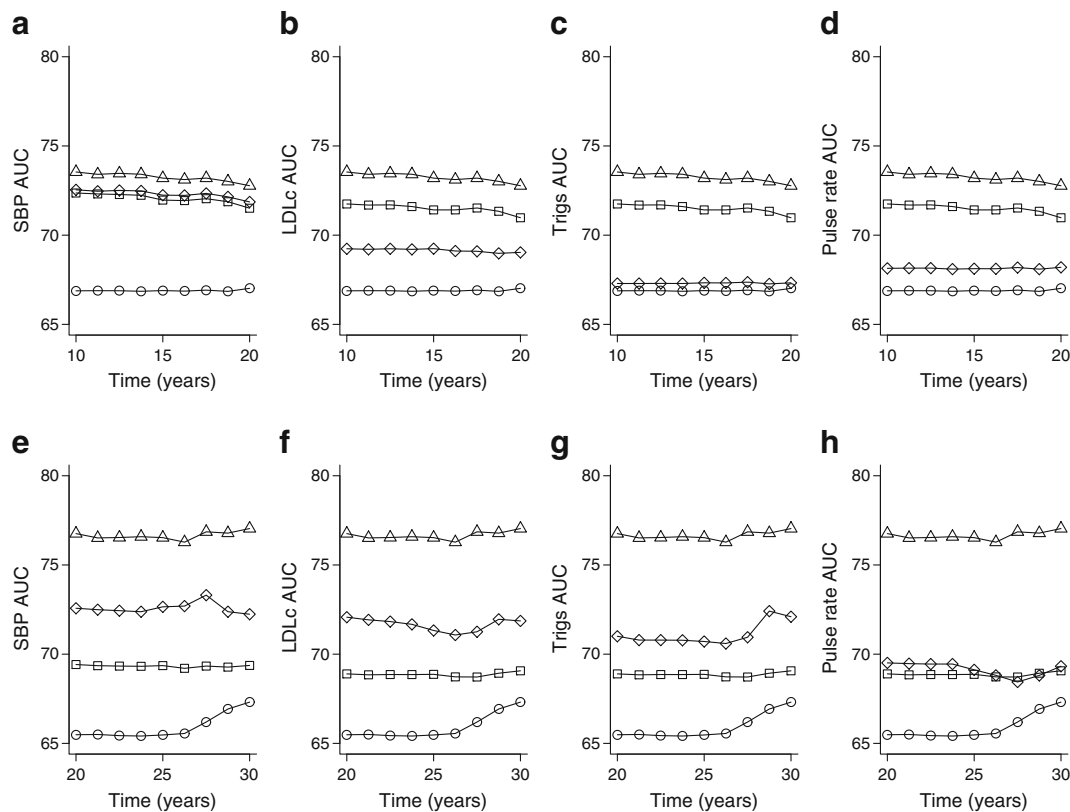 a b c d
80 80 80 80
75 75 75 75
70 70 70 70
65 65 65 65
SBP AUC LDLc AUC Trigs AUC Pulse rate AUC
10 15 20 10 15 20 10 15 20 10 15 20
Time (years) Time (years) Time (years) Time (years)
e f g h
80 80 80 80
75 75 75 75
70 70 70 70
65 65 65 65
SBP AUC LDLc AUC Trigs AUC Pulse rate AUC
20 25 30 20 25 30 20 25 30 20 25 30
Time (years) Time (years) Time (years) Time (years)